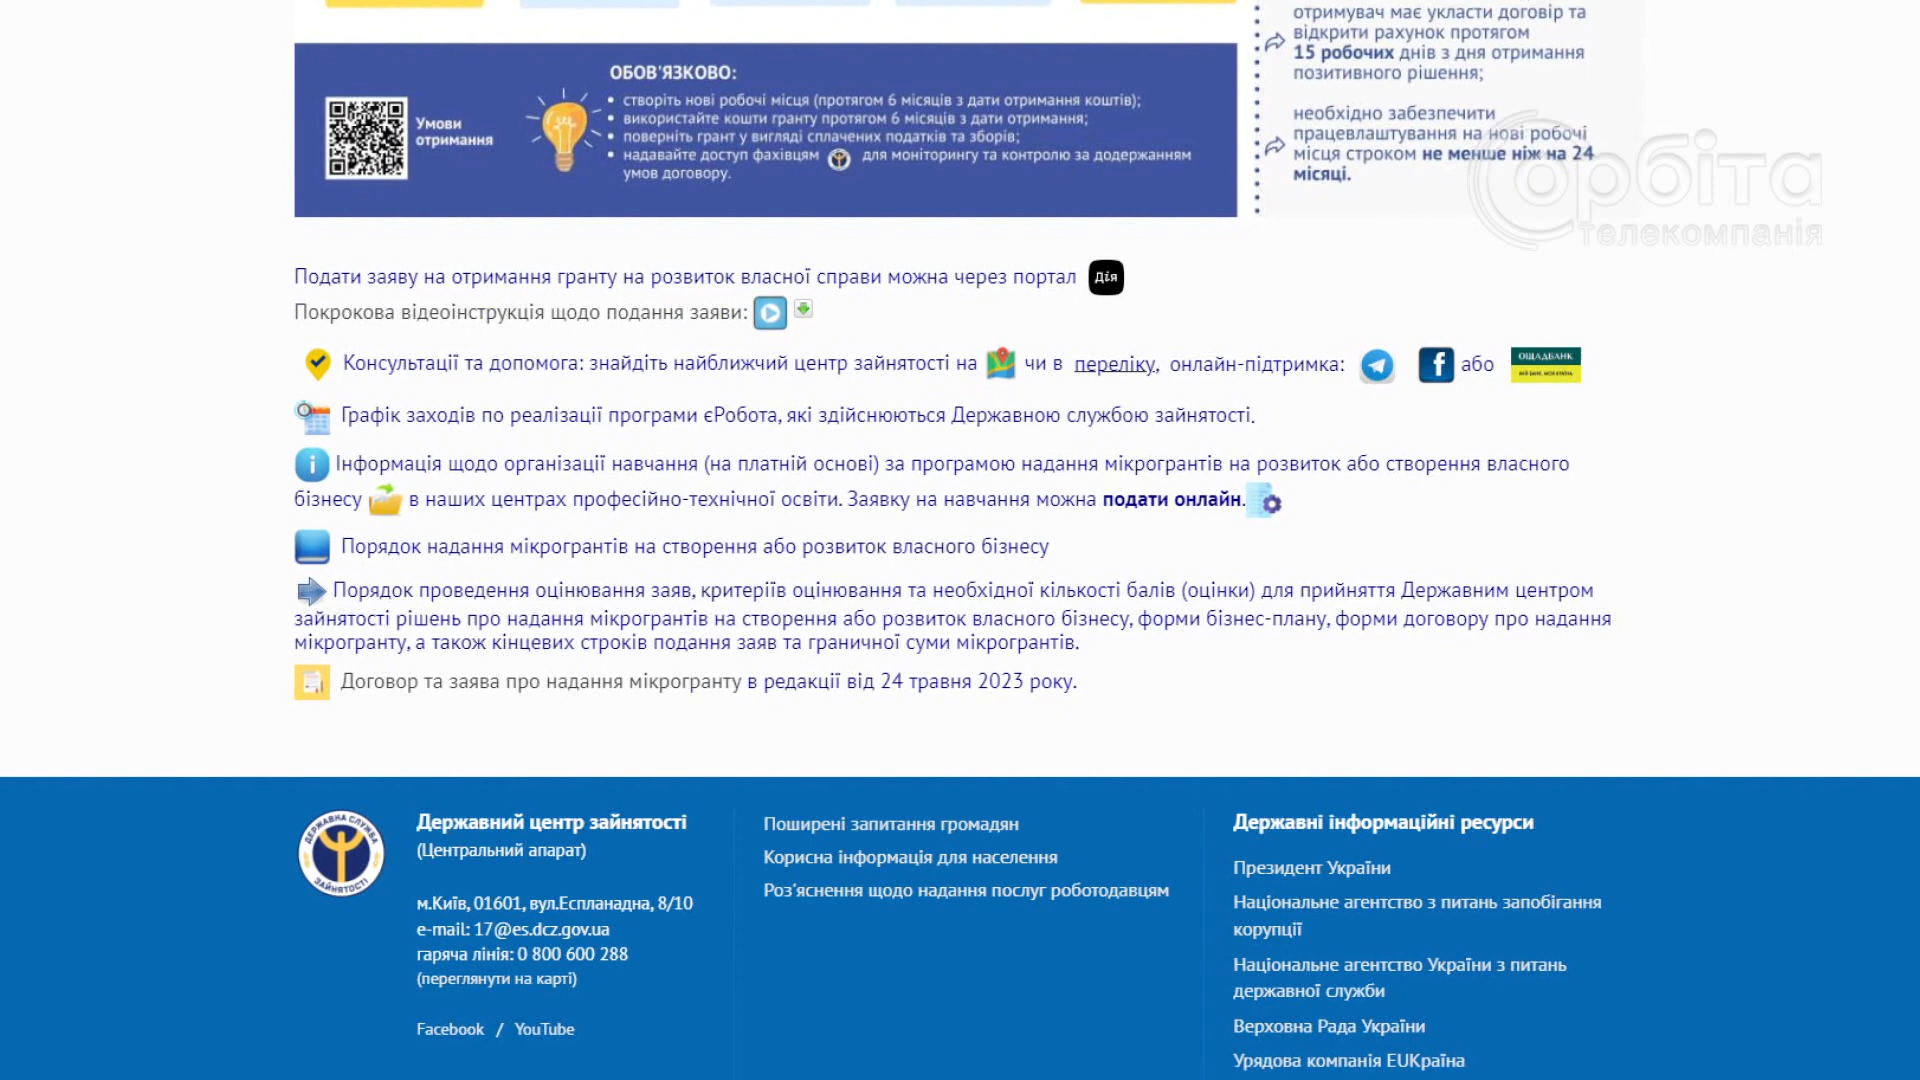 отримувач має укласти договір та
відкрити рахунок протягом
15 робочих днів з дня отримання
позитивного рішення;
необхідно забезпечити
працевлаштування на нові робочі
місця строком не менше ніж на 24
місяці.
орбіта
телекомпанія
Умови
отримання
ОБОВ'ЯЗКОВО:
• створіть нові робочі місця (протягом 6 місяців з дати отримання коштів);
• використайте кошти гранту протягом 6 місяців з дати отримання;
• поверніть грант у вигляді сплачених податків та зборів;
• надавайте доступ фахівцям для моніторингу та контролю за додержанням
умов договору.
Подати заяву на отримання гранту на розвиток власної справи можна через портал Дія
Покрокова відеоінструкція щодо подання заяви:
Консультації та допомога: знайдіть найближчий центр зайнятості на чи в переліку, онлайн-підтримка: або ОЩАДБАНК
Графік заходів по реалізації програми єРобота, які здійснюються Державною службою зайнятості.
Інформація щодо організації навчання (на платній основі) за програмою надання мікрогрантів на розвиток або створення власного
бізнесу в наших центрах професійно-технічної освіти. Заявку на навчання можна подати онлайн.
Порядок надання мікрогрантів на створення або розвиток власного бізнесу
Порядок проведення оцінювання заяв, критеріїв оцінювання та необхідної кількості балів (оцінки) для прийняття Державним центром
зайнятості рішень про надання мікрогрантів на створення або розвиток власного бізнесу, форми бізнес-плану, форми договору про надання
мікрогранту, а також кінцевих строків подання заяв та граничної суми мікрогрантів.
Договор та заява про надання мікрогранту в редакції від 24 травня 2023 року.
ДЕРЖАВНА СЛУЖБА
ЗАЙНЯТОСТІ
Державний центр зайнятості
(Центральний апарат)
м.Київ, 01601, вул.Еспланадна, 8/10
e-mail: 17@es.dcz.gov.ua
гаряча лінія: 0 800 600 288
(переглянути на карті)
Facebook / YouTube
Поширені запитання громадян
Корисна інформація для населення
Роз'яснення щодо надання послуг роботодавцям
Державні інформаційні ресурси
Президент України
Національне агентство з питань запобігання
корупції
Національне агентство України з питань
державної служби
Верховна Рада України
Урядова компанія EUКраїна